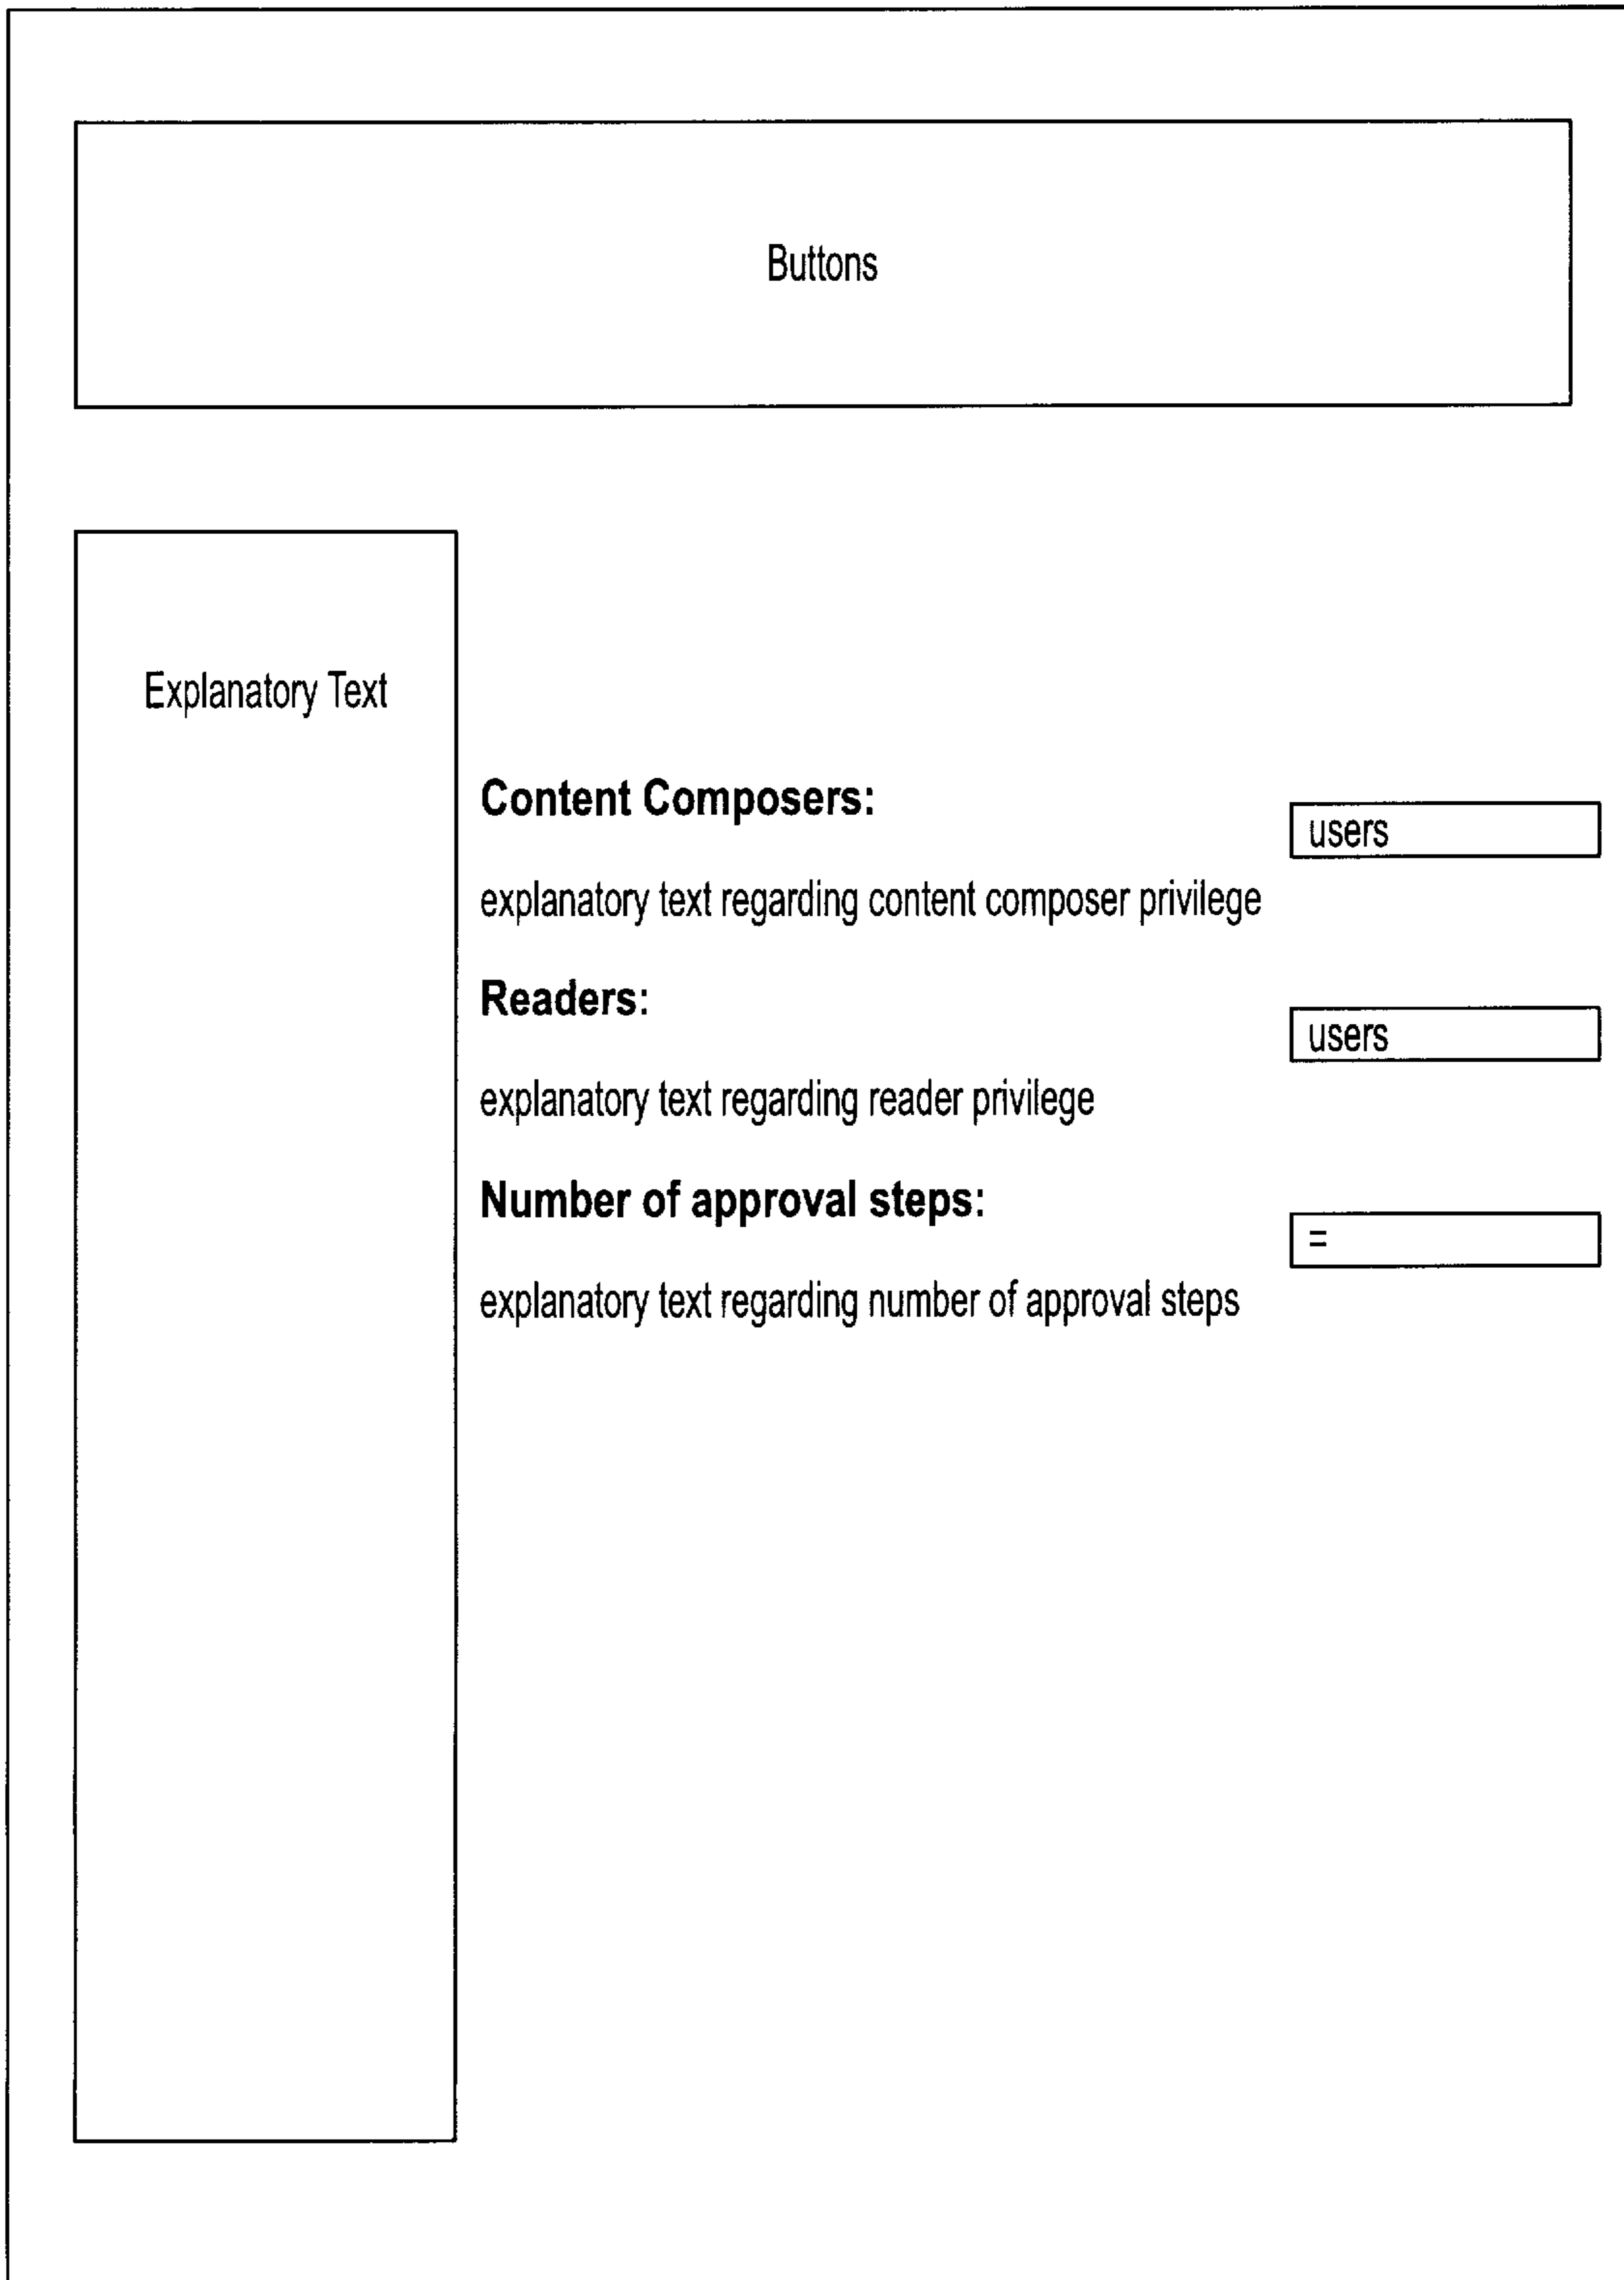 Buttons
Explanatory Text
Content Composers:
users
explanatory text regarding content composer privilege
Readers:
users
explanatory text regarding reader privilege
Number of approval steps:
=
explanatory text regarding number of approval steps